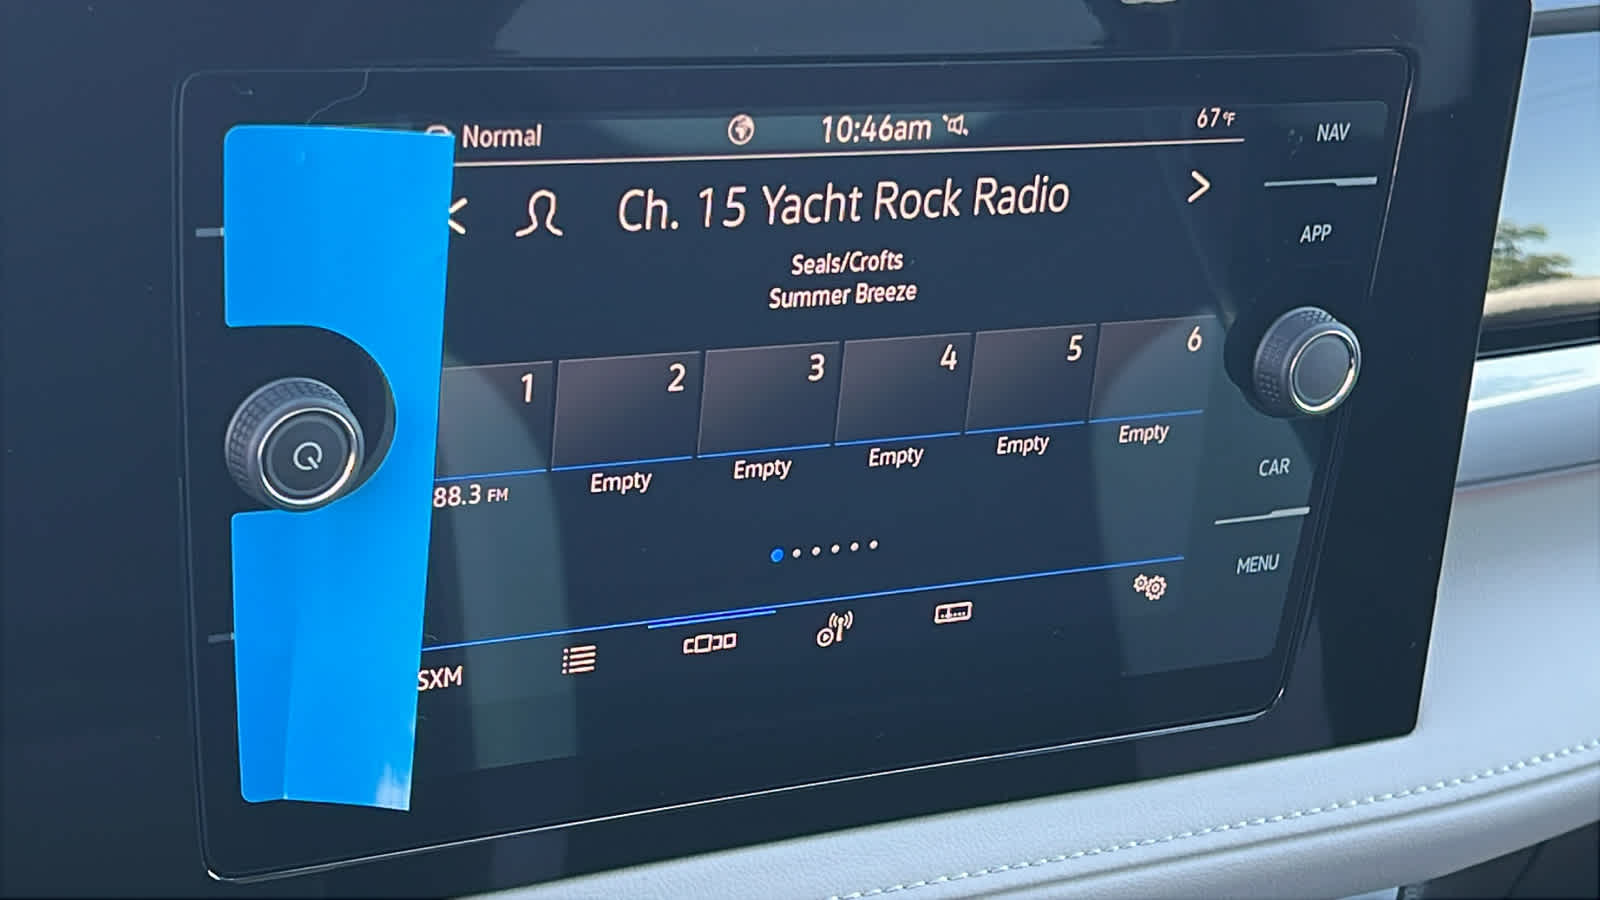 Normal 10:46am 67°F
NAV
Ch. 15 Yacht Rock Radio
APP
Seals/Crofts
Summer Breeze
1 2 3 4 5 6
88.3 FM Empty Empty Empty Empty Empty
CAR
MENU
SXM